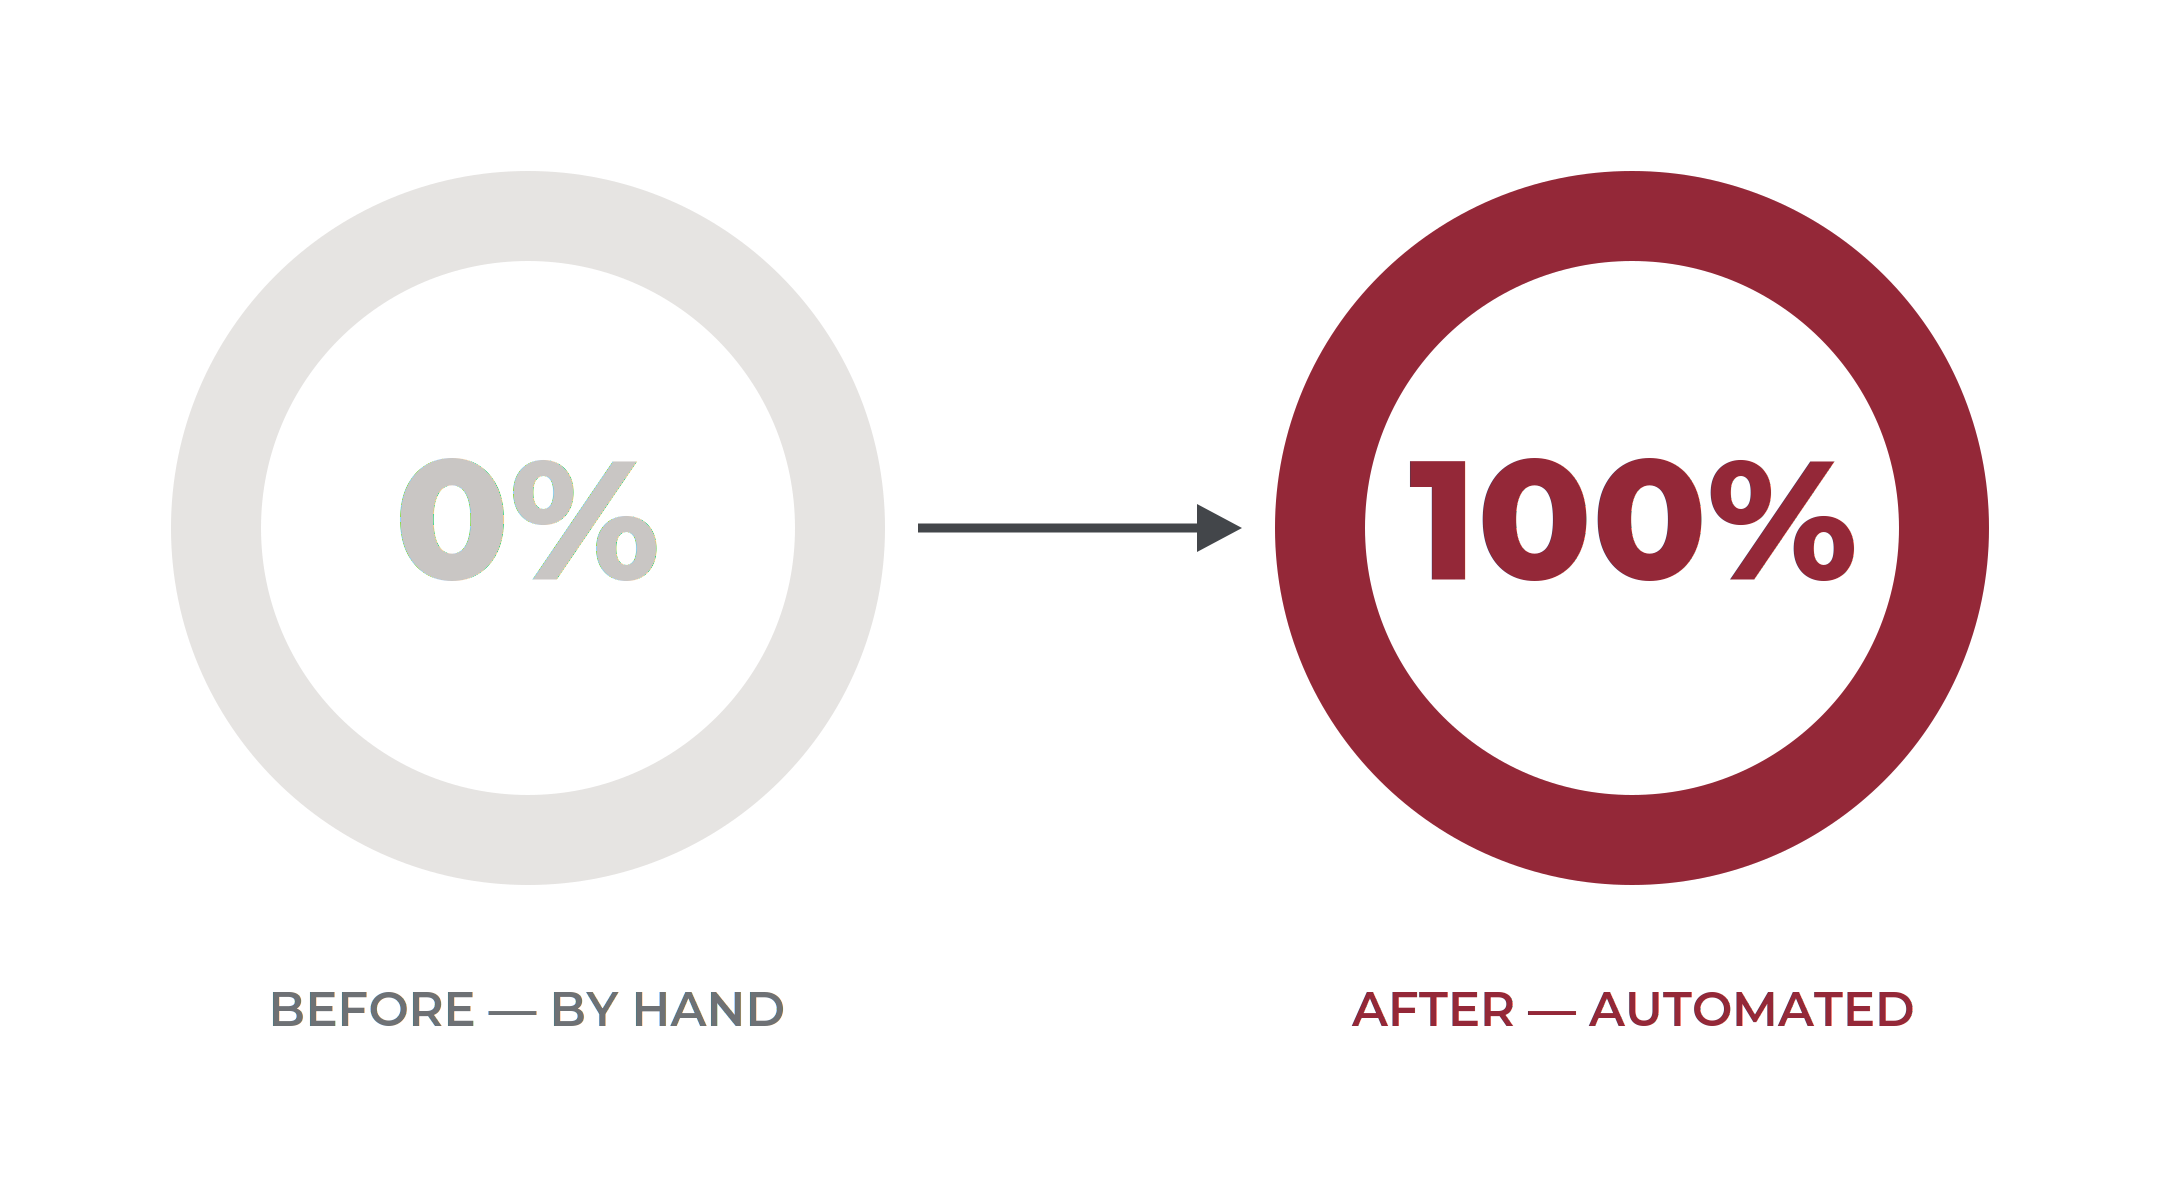 0%
100%
BEFORE — BY HAND
AFTER — AUTOMATED